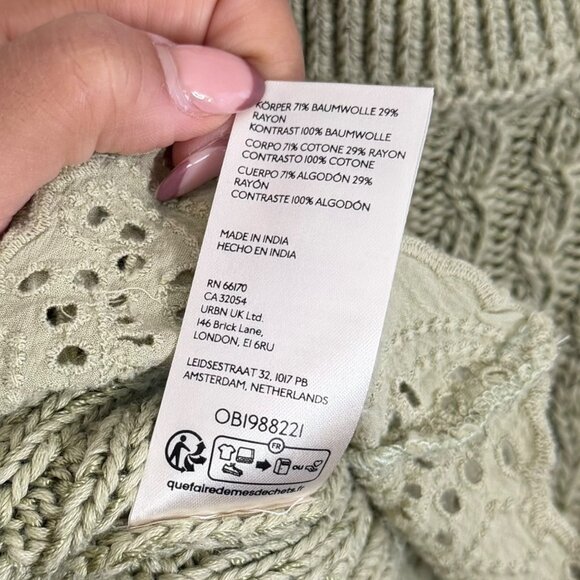 KÖRPER 71% BAUMWOLLE 29%
RAYON
KONTRAST 100% BAUMWOLLE
CORPO 71% COTONE 29% RAYON
CONTRASTO 100% COTONE
CUERPO 71% ALGODÓN 29%
RAYÓN
CONTRASTE 100% ALGODÓN
MADE IN INDIA
HECHO EN INDIA
RN 66170
CA 32054
URBN UK Ltd.
146 Brick Lane,
LONDON, E1 6RU
LEIDSESTRAAT 32, 1017 PB
AMSTERDAM, NETHERLANDS
OB1988221
FR
OU
quefairedemesdechets.fr